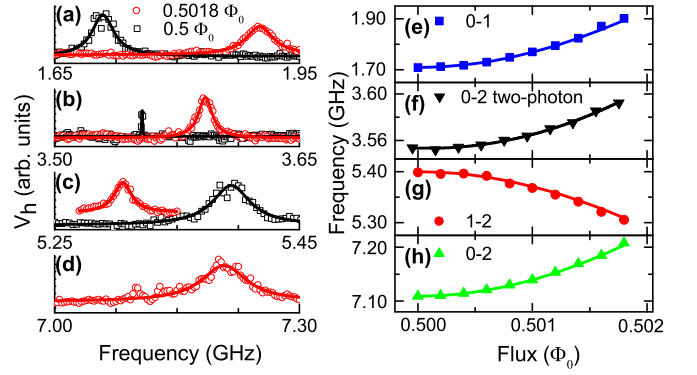 (a)
0.5018 Φ0
0.5 Φ0
1.65 1.95
(b)
3.50 3.65
(c)
5.25 5.45
(d)
7.00 7.30
Frequency (GHz)
Vh (arb. units)
(e) 0-1
1.90
1.70
(f) 0-2 two-photon
3.60
3.56
(g) 1-2
5.40
5.30
(h) 0-2
7.20
7.10
0.500 0.501 0.502
Flux (Φ0)
Frequency (GHz)